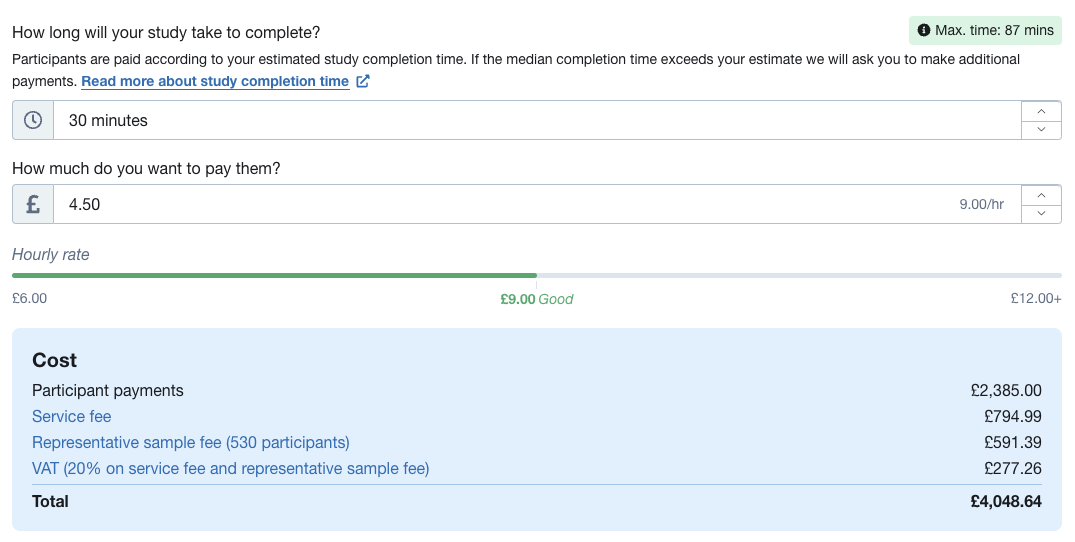 How long will your study take to complete?
Max. time: 87 mins
Participants are paid according to your estimated study completion time. If the median completion time exceeds your estimate we will ask you to make additional
payments. Read more about study completion time
30 minutes
How much do you want to pay them?
£ 4.50 9.00/hr
Hourly rate
£6.00 £9.00 Good £12.00+
Cost
Participant payments £2,385.00
Service fee £794.99
Representative sample fee (530 participants) £591.39
VAT (20% on service fee and representative sample fee) £277.26
Total £4,048.64